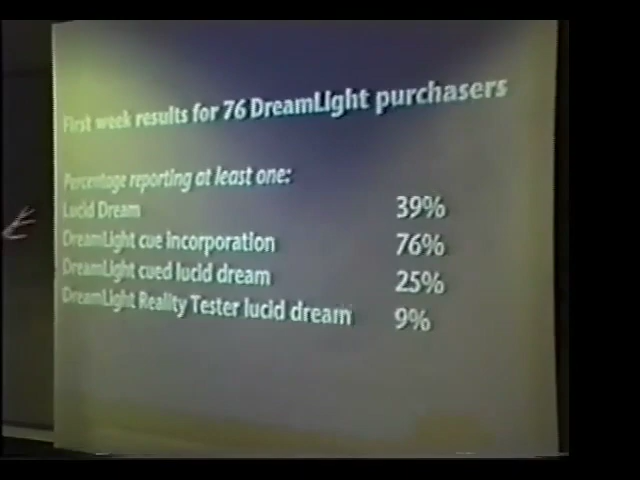 First week results for 76 DreamLight purchasers
Percentage reporting at least one:
Lucid Dream 39%
DreamLight cue incorporation 76%
DreamLight cued lucid dream 25%
DreamLight Reality Tester lucid dream 9%